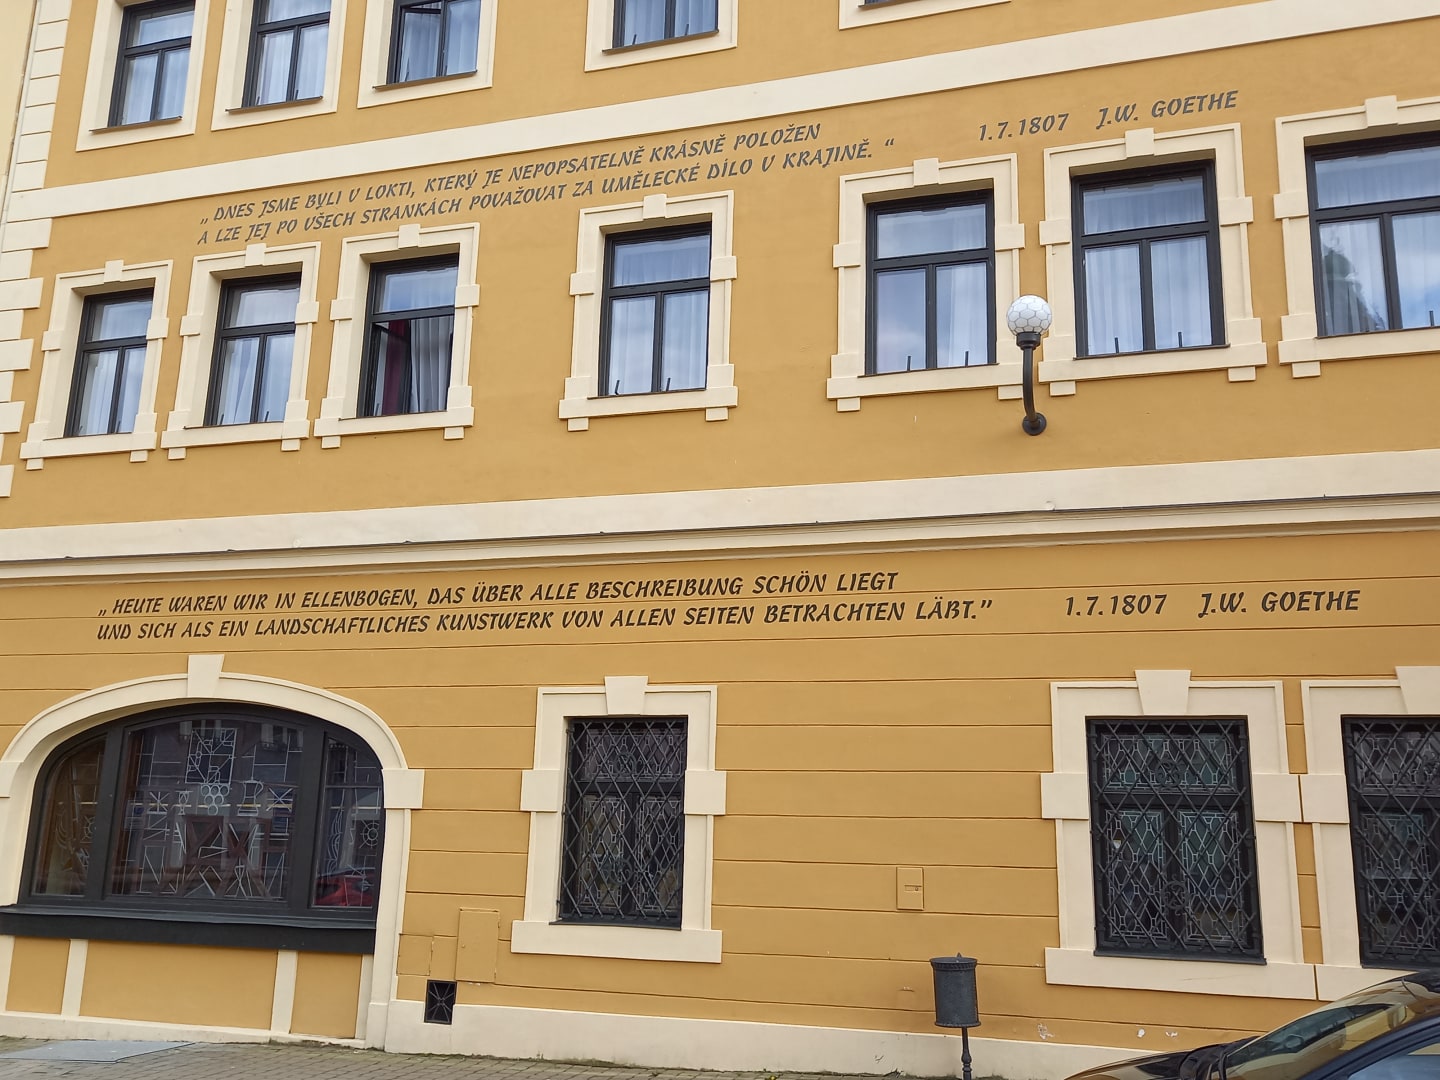 „ DNES JSME BYLI V LOKTI, KTERÝ JE NEPOPSATELNĚ KRÁSNĚ POLOŽEN
A LZE JEJ PO VŠECH STRANKÁCH POVAŽOVAT ZA UMĚLECKÉ DÍLO V KRAJINĚ. “
1.7.1807 J.W. GOETHE
„ HEUTE WAREN WIR IN ELLENBOGEN, DAS ÜBER ALLE BESCHREIBUNG SCHÖN LIEGT
UND SICH ALS EIN LANDSCHAFTLICHES KUNSTWERK VON ALLEN SEITEN BETRACHTEN LÄßT.”
1.7.1807 J.W. GOETHE